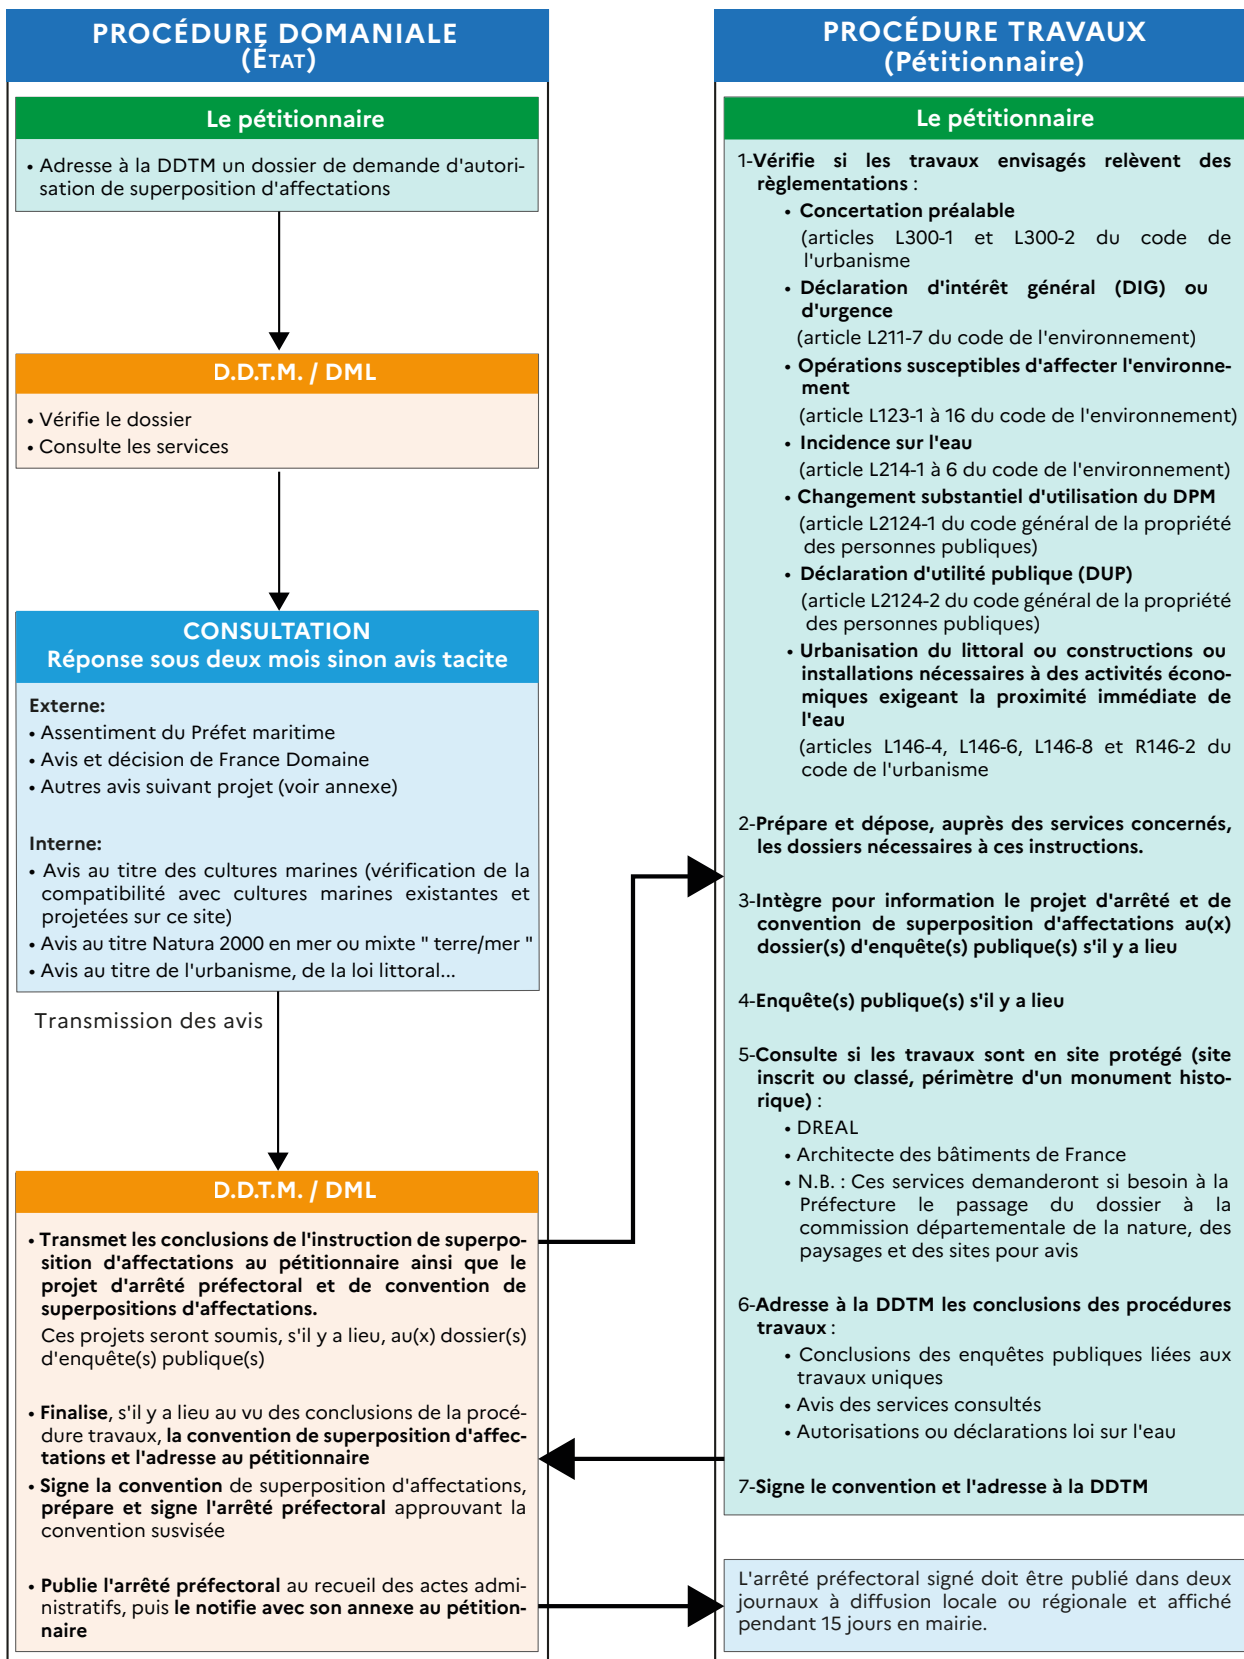 PROCÉDURE DOMANIALE
(ÉTAT)
Le pétitionnaire
• Adresse à la DDTM un dossier de demande d'autori-
sation de superposition d'affectations
D.D.T.M. / DML
• Vérifie le dossier
• Consulte les services
CONSULTATION
Réponse sous deux mois sinon avis tacite
Externe:
• Assentiment du Préfet maritime
• Avis et décision de France Domaine
• Autres avis suivant projet (voir annexe)
Interne:
• Avis au titre des cultures marines (vérification de la
compatibilité avec cultures marines existantes et
projetées sur ce site)
• Avis au titre Natura 2000 en mer ou mixte " terre/mer "
• Avis au titre de l'urbanisme, de la loi littoral...
Transmission des avis
D.D.T.M. / DML
• Transmet les conclusions de l'instruction de superpo-
sition d'affectations au pétitionnaire ainsi que le
projet d'arrêté préfectoral et de convention de
superpositions d'affectations.
Ces projets seront soumis, s'il y a lieu, au(x) dossier(s)
d'enquête(s) publique(s)
• Finalise, s'il y a lieu au vu des conclusions de la procé-
dure travaux, la convention de superposition d'affec-
tations et l'adresse au pétitionnaire
• Signe la convention de superposition d'affectations,
prépare et signe l'arrêté préfectoral approuvant la
convention susvisée
• Publie l'arrêté préfectoral au recueil des actes admi-
nistratifs, puis le notifie avec son annexe au pétition-
naire
PROCÉDURE TRAVAUX
(Pétitionnaire)
Le pétitionnaire
1-Vérifie si les travaux envisagés relèvent des
règlementations :
• Concertation préalable
(articles L300-1 et L300-2 du code de
l'urbanisme
• Déclaration d'intérêt général (DIG) ou
d'urgence
(article L211-7 du code de l'environnement)
• Opérations susceptibles d'affecter l'environne-
ment
(article L123-1 à 16 du code de l'environnement)
• Incidence sur l'eau
(article L214-1 à 6 du code de l'environnement)
• Changement substantiel d'utilisation du DPM
(article L2124-1 du code général de la propriété
des personnes publiques)
• Déclaration d'utilité publique (DUP)
(article L2124-2 du code général de la propriété
des personnes publiques)
• Urbanisation du littoral ou constructions ou
installations nécessaires à des activités écono-
miques exigeant la proximité immédiate de
l'eau
(articles L146-4, L146-6, L146-8 et R146-2 du
code de l'urbanisme
2-Prépare et dépose, auprès des services concernés,
les dossiers nécessaires à ces instructions.
3-Intègre pour information le projet d'arrêté et de
convention de superposition d'affectations au(x)
dossier(s) d'enquête(s) publique(s) s'il y a lieu
4-Enquête(s) publique(s) s'il y a lieu
5-Consulte si les travaux sont en site protégé (site
inscrit ou classé, périmètre d'un monument histo-
rique) :
• DREAL
• Architecte des bâtiments de France
• N.B. : Ces services demanderont si besoin à la
Préfecture le passage du dossier à la
commission départementale de la nature, des
paysages et des sites pour avis
6-Adresse à la DDTM les conclusions des procédures
travaux :
• Conclusions des enquêtes publiques liées aux
travaux uniques
• Avis des services consultés
• Autorisations ou déclarations loi sur l'eau
7-Signe le convention et l'adresse à la DDTM
L'arrêté préfectoral signé doit être publié dans deux
journaux à diffusion locale ou régionale et affiché
pendant 15 jours en mairie.